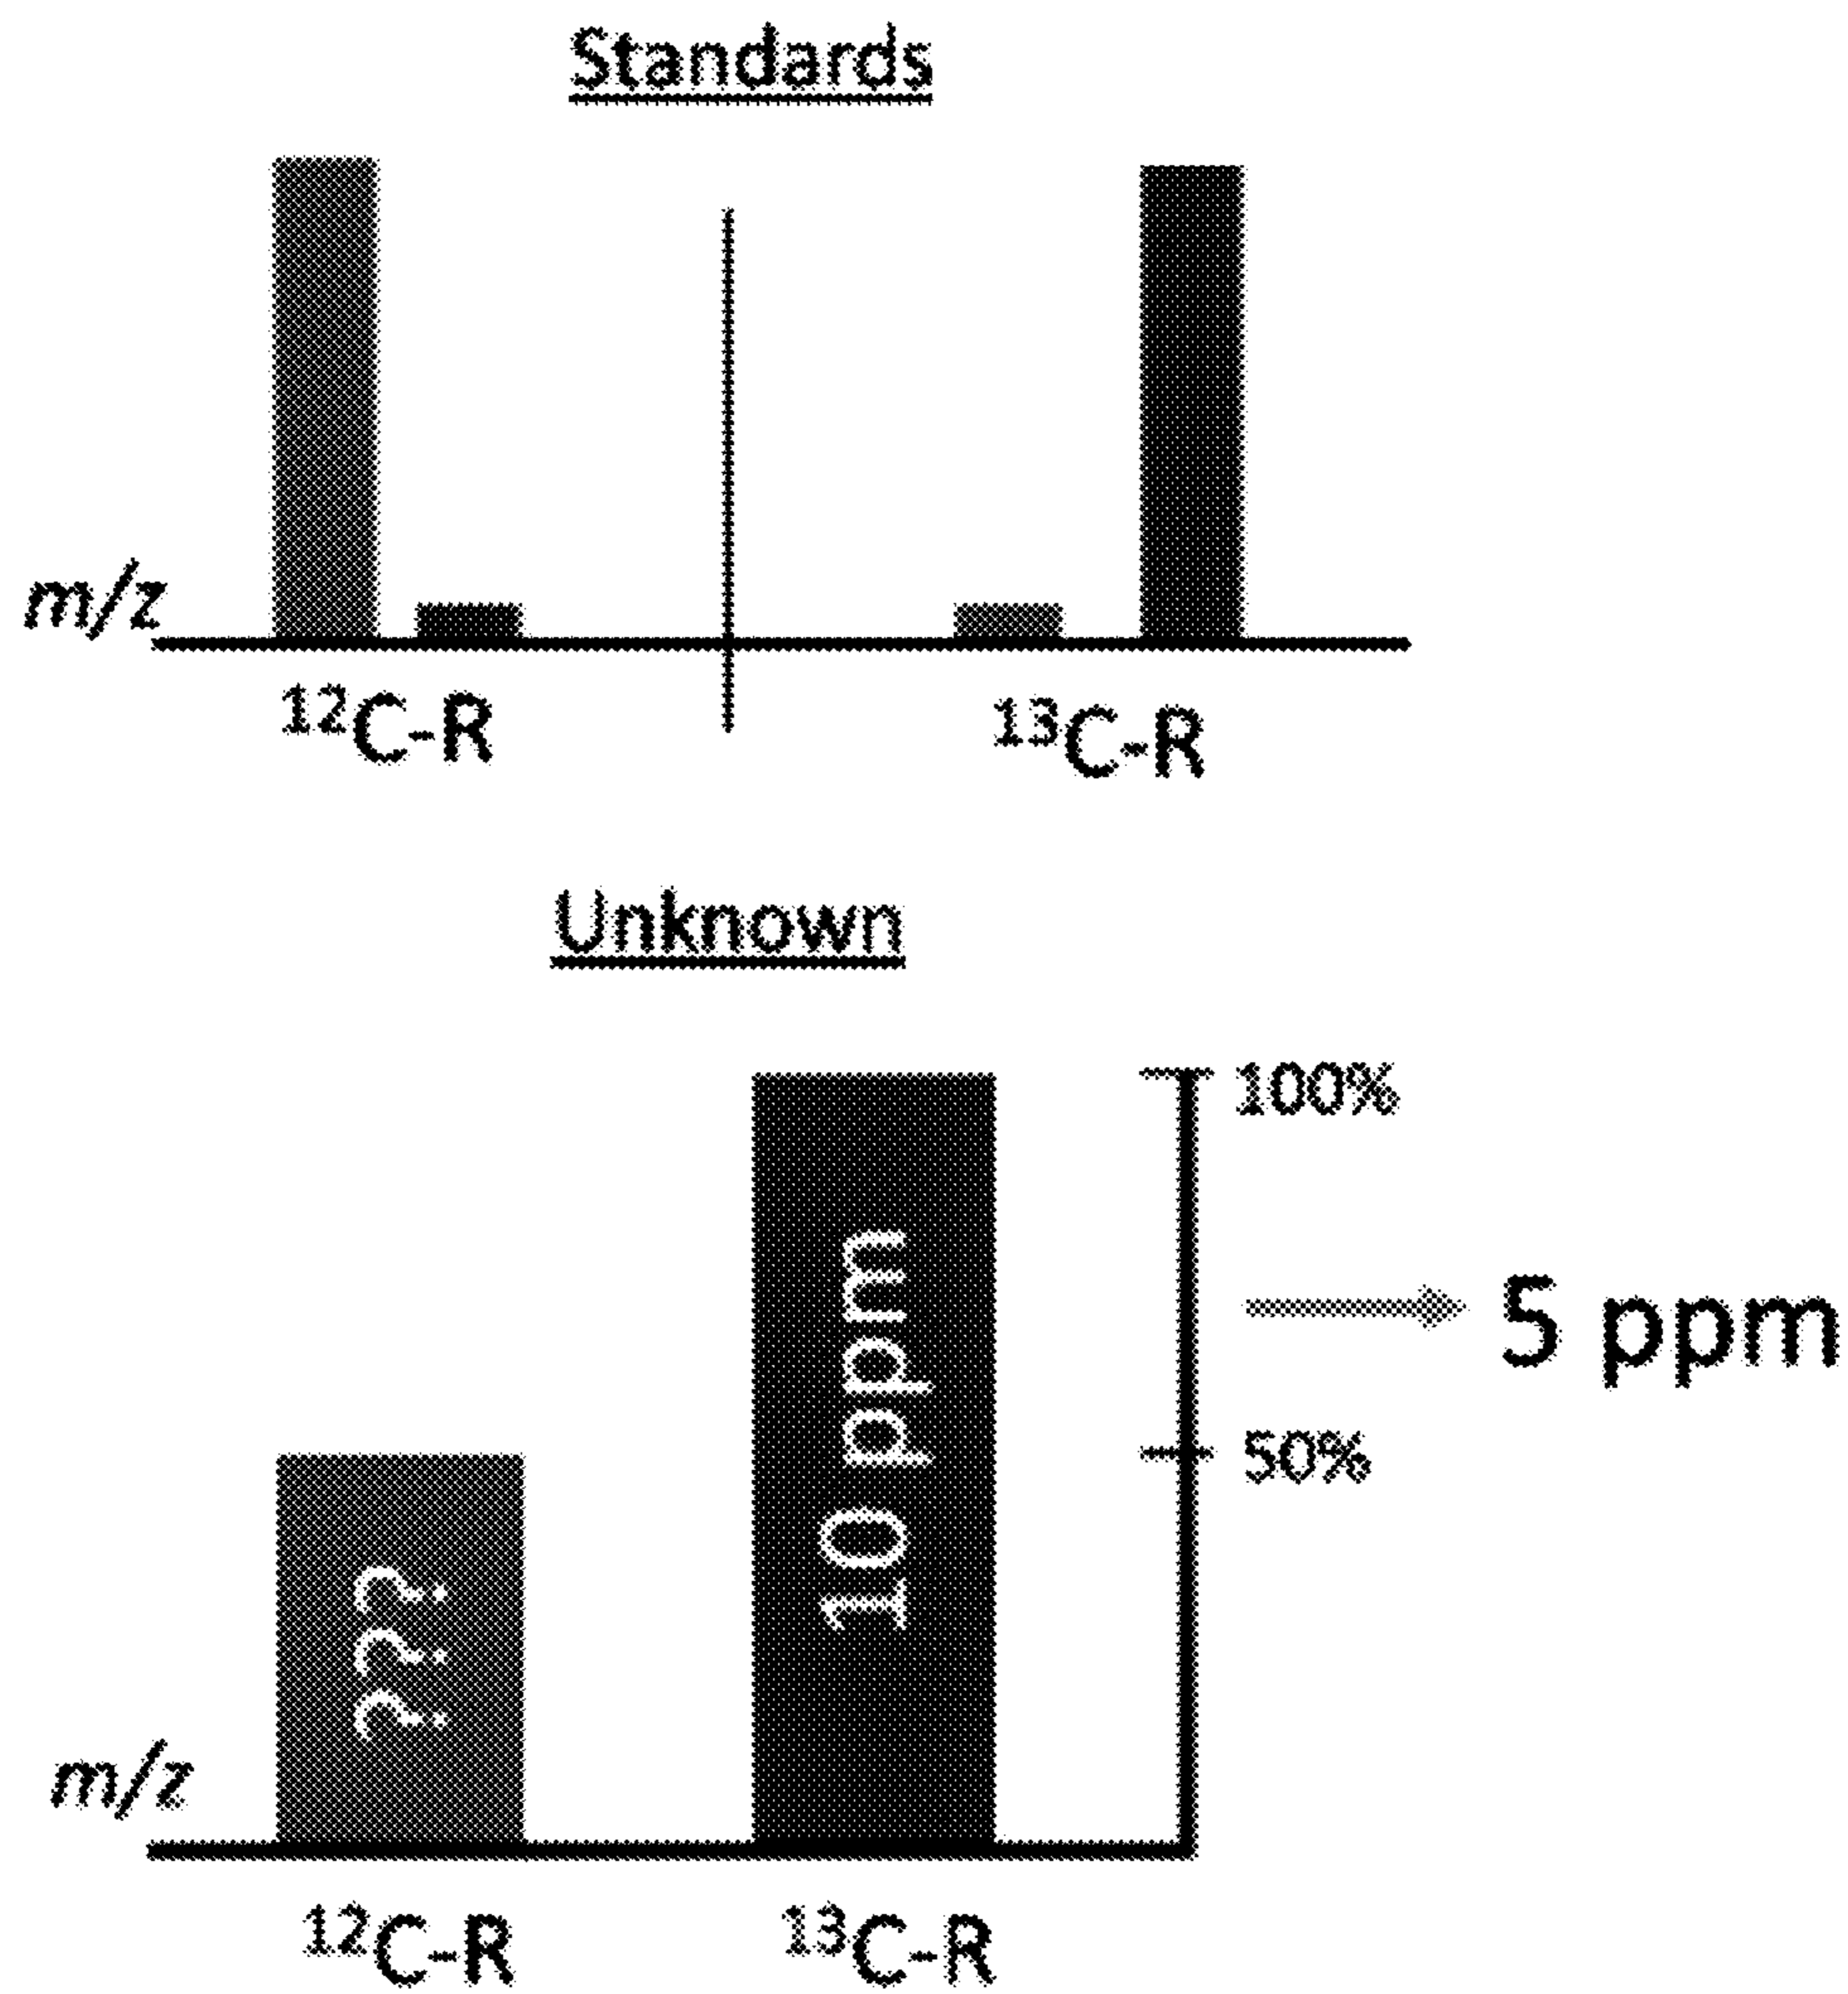 Standards
m/z
¹²C-R
¹³C-R
Unknown
100%
5 ppm
50%
???
10 ppm
m/z
¹²C-R
¹³C-R